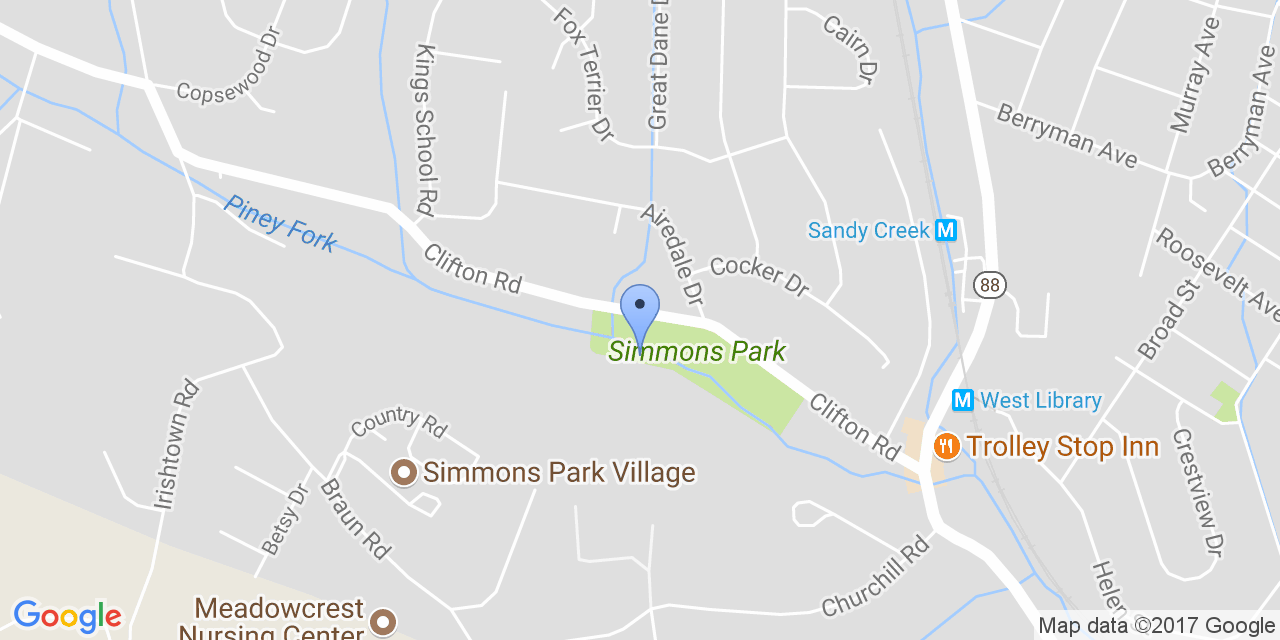 Fox Terrier Dr
Great Dane D
Cairn Dr
Murray Ave
Berryman Ave
Copsewood Dr
Kings School Rd
Berryman Ave
Piney Fork
Airedale Dr
Sandy Creek
M
Clifton Rd
Cocker Dr
88
Roosevelt Ave
Broad St
Simmons Park
Irishtown Rd
Country Rd
Clifton Rd
M
West Library
Trolley Stop Inn
Simmons Park Village
Crestview Dr
Betsy Dr
Braun Rd
Churchill Rd
Helen
Meadowcrest
Nursing Center
Google
Map data ©2017 Google